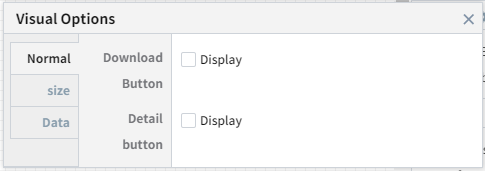 Visual Options
Normal
size
Data
Download
Button
Display
Detail
button
Display